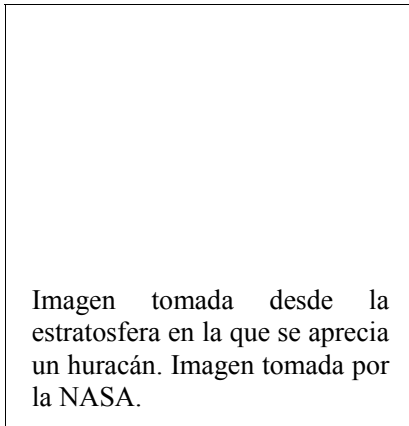 Imagen tomada desde la
estratosfera en la que se aprecia
un huracán. Imagen tomada por
la NASA.